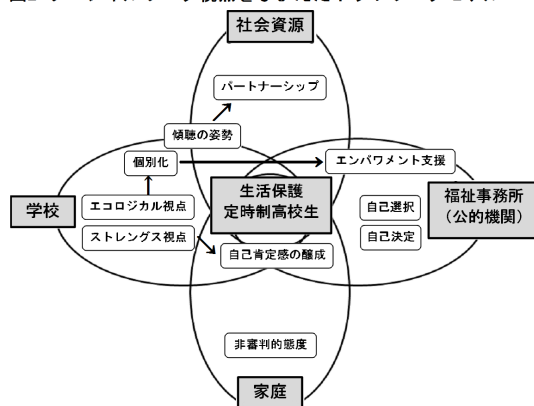 社会資源
パートナーシップ
傾聴の姿勢
個別化
エンパワメント支援
学校
エコロジカル視点
ストレングス視点
生活保護
定時制高校生
自己選択
自己決定
福祉事務所
（公的機関）
自己肯定感の醸成
非審判的態度
家庭